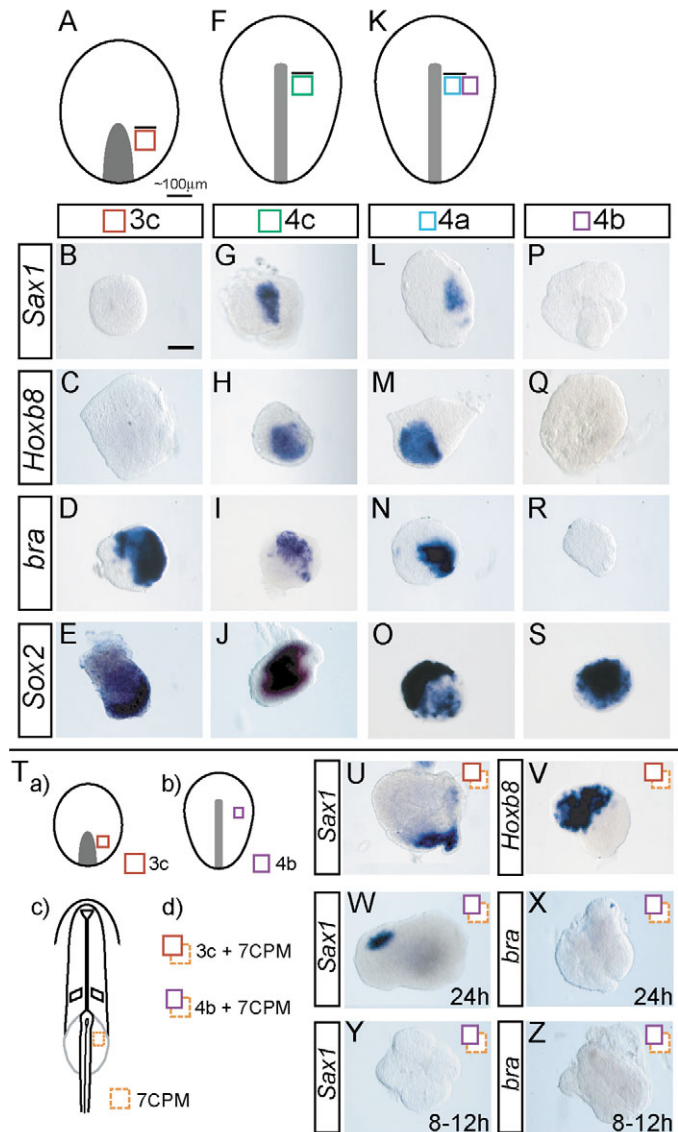 A F K
~100µm
3c 4c 4a 4b
Sax1 B G L P
Hoxb8 C H M Q
bra D I N R
Sox2 E J O S
T a) b) Sax1 U Hoxb8 V
3c 4b
c) d) Sax1 W 24h bra X 24h
3c + 7CPM
4b + 7CPM
7CPM Sax1 Y 8-12h bra Z 8-12h